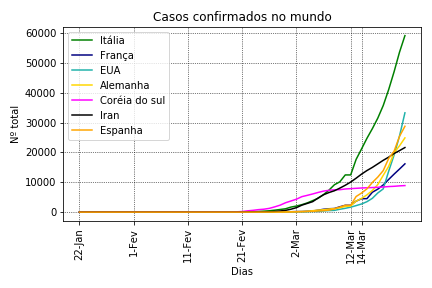 Casos confirmados no mundo
Nº total
60000
50000
40000
30000
20000
10000
0
Itália
França
EUA
Alemanha
Coréia do sul
Iran
Espanha
22-Jan
1-Fev
11-Fev
21-Fev
2-Mar
12-Mar
14-Mar
Dias